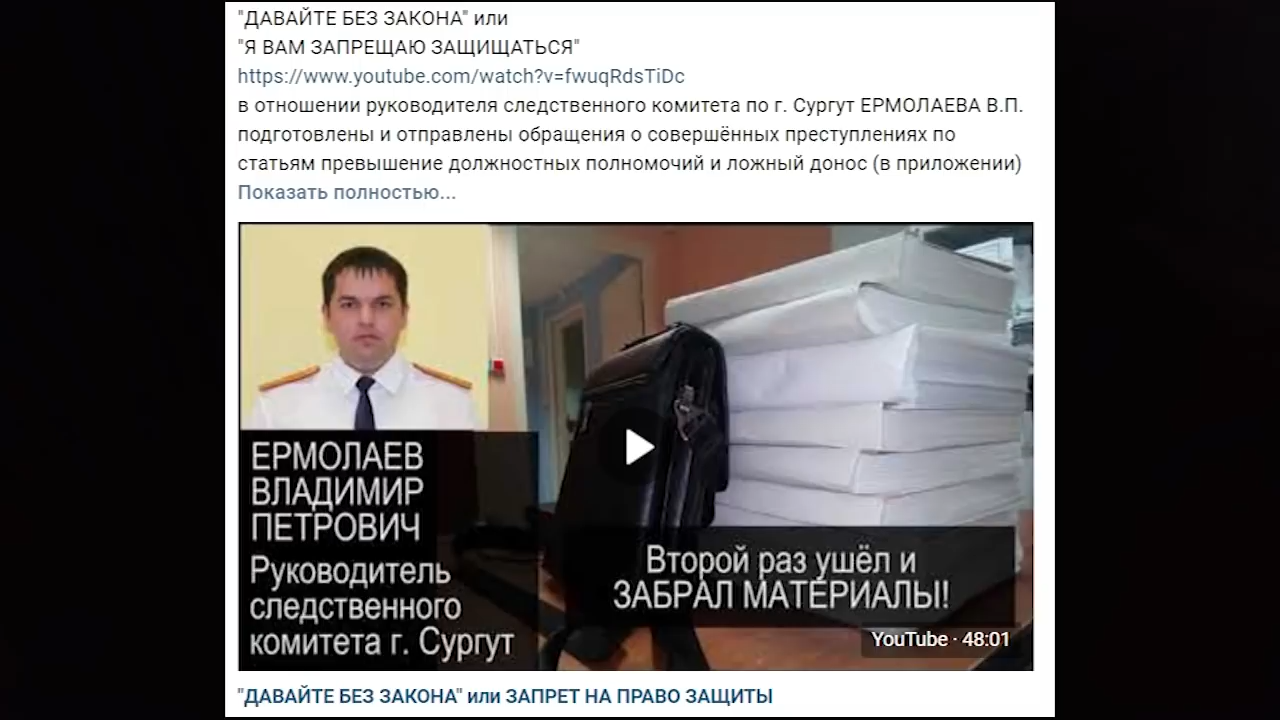 "ДАВАЙТЕ БЕЗ ЗАКОНА" или
"Я ВАМ ЗАПРЕЩАЮ ЗАЩИЩАТЬСЯ"
https://www.youtube.com/watch?v=fwuqRdsTiDc
в отношении руководителя следственного комитета по г. Сургут ЕРМОЛАЕВА В.П.
подготовлены и отправлены обращения о совершённых преступлениях по
статьям превышение должностных полномочий и ложный донос (в приложении)
Показать полностью...
ЕРМОЛАЕВ
ВЛАДИМИР
ПЕТРОВИЧ
Руководитель
следственного
комитета г. Сургут
Второй раз ушёл и
ЗАБРАЛ МАТЕРИАЛЫ!
YouTube · 48:01
"ДАВАЙТЕ БЕЗ ЗАКОНА" или ЗАПРЕТ НА ПРАВО ЗАЩИТЫ